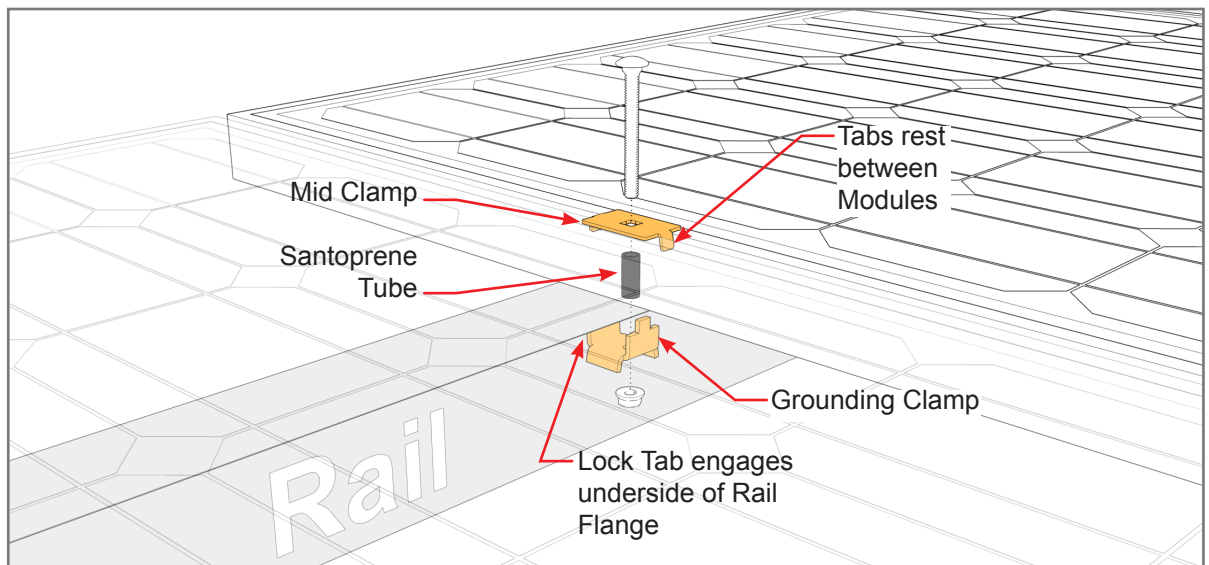 Tabs rest
between
Modules
Mid Clamp
Santoprene
Tube
Grounding Clamp
Lock Tab engages
underside of Rail
Flange
Rail